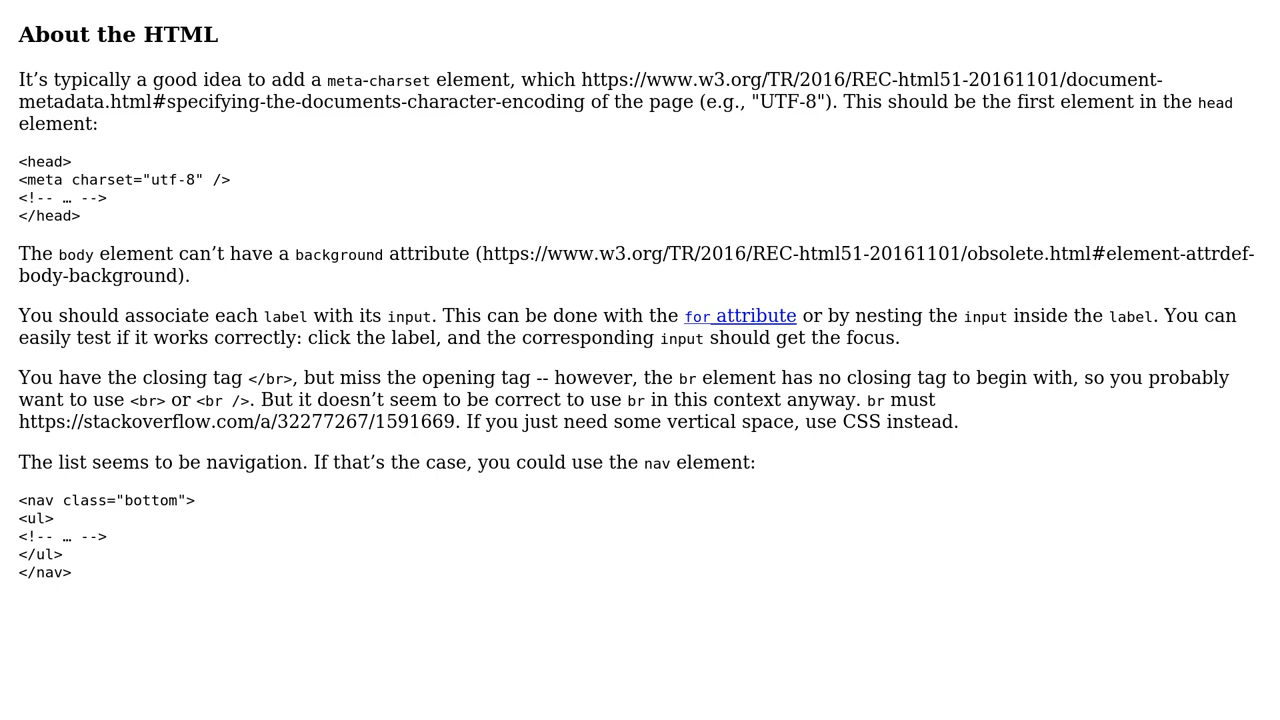 About the HTML
It’s typically a good idea to add a meta-charset element, which https://www.w3.org/TR/2016/REC-html51-20161101/document-
metadata.html#specifying-the-documents-character-encoding of the page (e.g., "UTF-8"). This should be the first element in the head
element:
<head>
<meta charset="utf-8" />
<!-- … -->
</head>
The body element can’t have a background attribute (https://www.w3.org/TR/2016/REC-html51-20161101/obsolete.html#element-attrdef-
body-background).
You should associate each label with its input. This can be done with the for attribute or by nesting the input inside the label. You can
easily test if it works correctly: click the label, and the corresponding input should get the focus.
You have the closing tag </br>, but miss the opening tag -- however, the br element has no closing tag to begin with, so you probably
want to use <br> or <br />. But it doesn’t seem to be correct to use br in this context anyway. br must
https://stackoverflow.com/a/32277267/1591669. If you just need some vertical space, use CSS instead.
The list seems to be navigation. If that’s the case, you could use the nav element:
<nav class="bottom">
<ul>
<!-- … -->
</ul>
</nav>